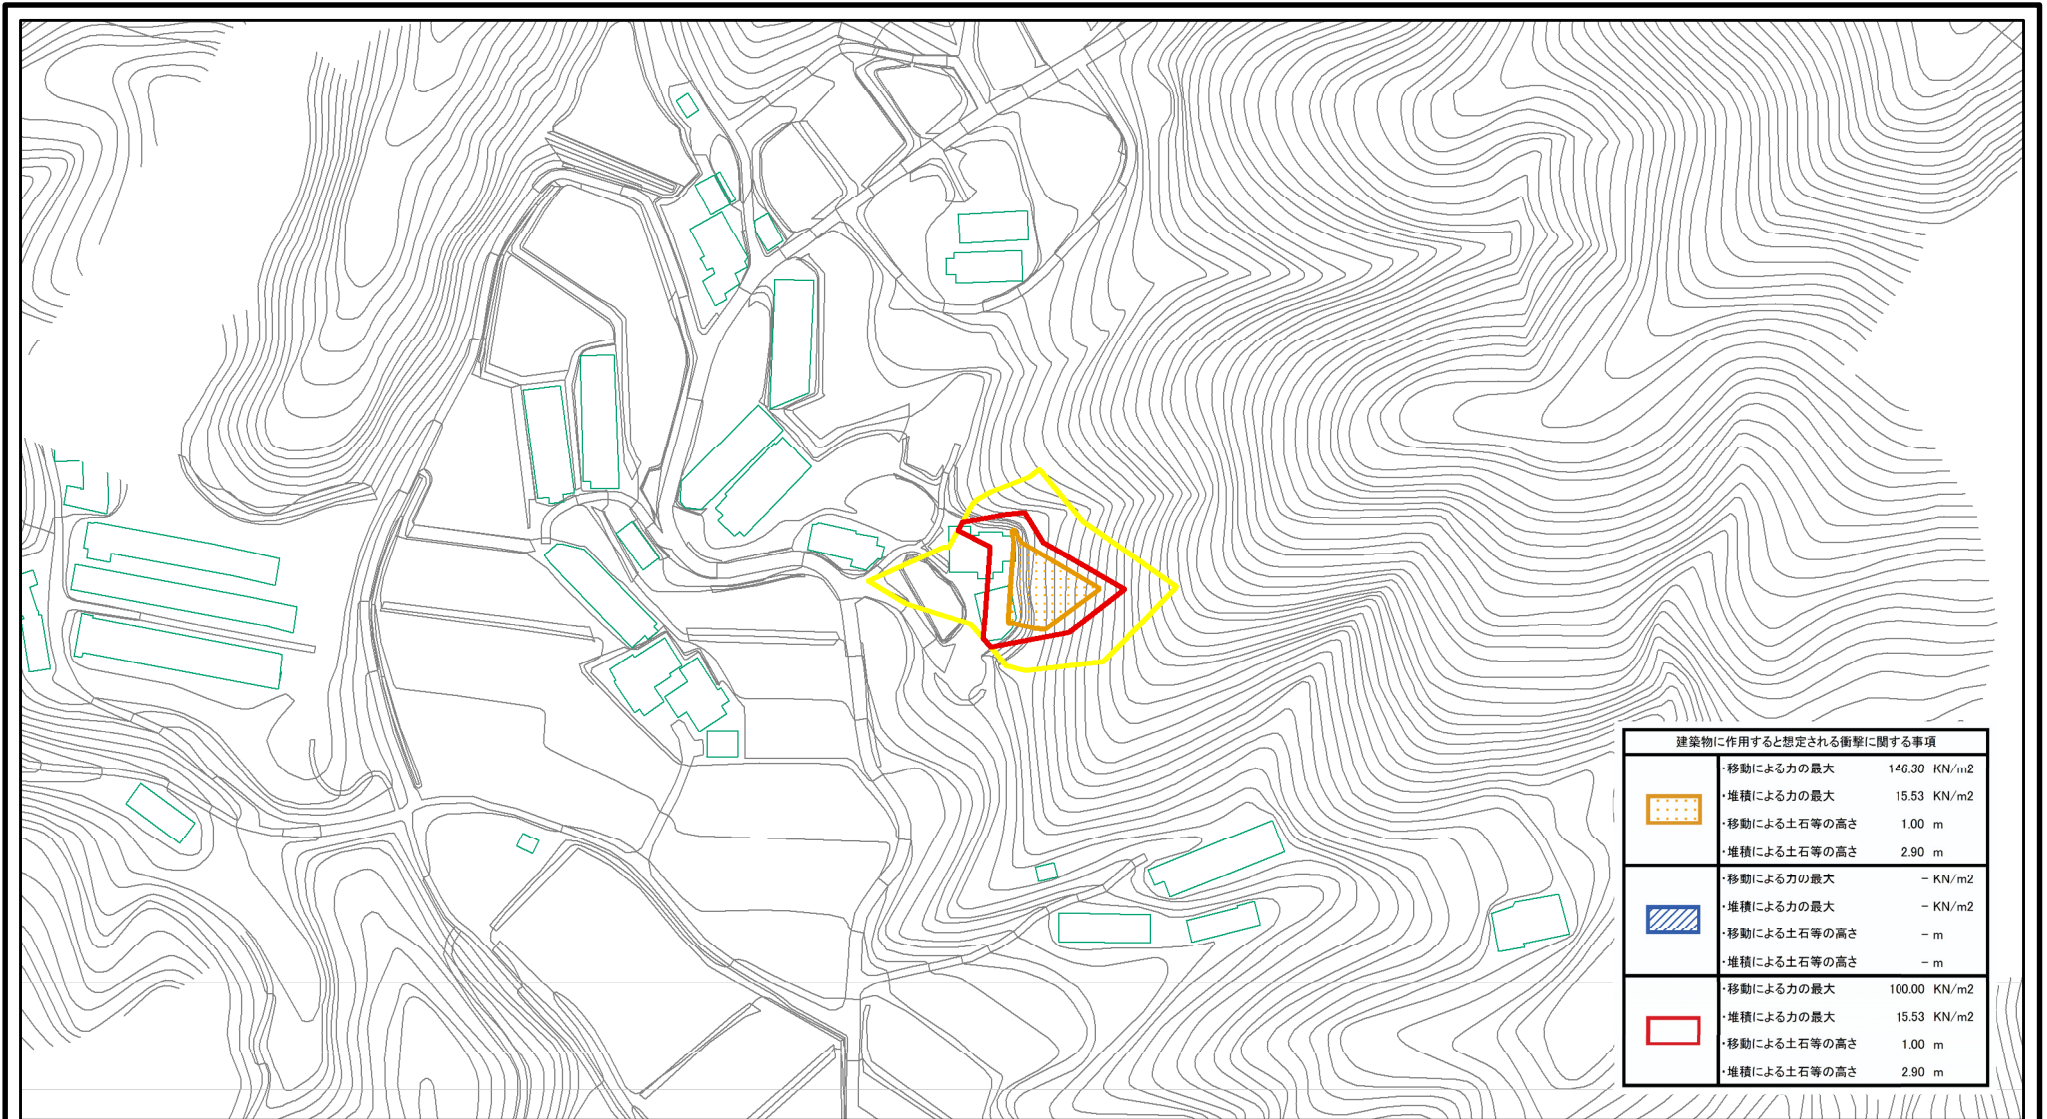 建築物に作用すると想定される衝撃に関する事項
・移動による力の最大 146.30 KN/m2
・堆積による力の最大 15.53 KN/m2
・移動による土石等の高さ 1.00 m
・堆積による土石等の高さ 2.90 m
・移動による力の最大 － KN/m2
・堆積による力の最大 － KN/m2
・移動による土石等の高さ － m
・堆積による土石等の高さ － m
・移動による力の最大 100.00 KN/m2
・堆積による力の最大 15.53 KN/m2
・移動による土石等の高さ 1.00 m
・堆積による土石等の高さ 2.90 m